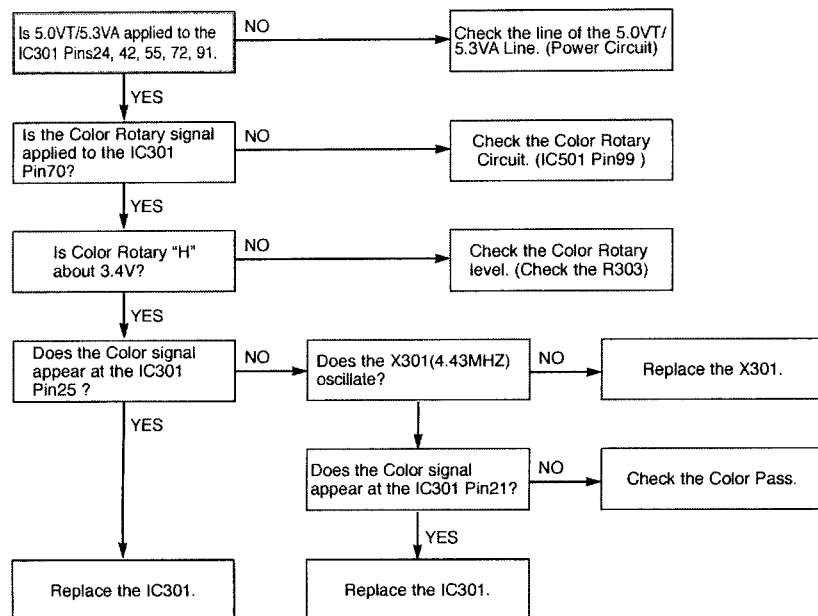 Is 5.0VT/5.3VA applied to the
IC301 Pins24, 42, 55, 72, 91.
NO
Check the line of the 5.0VT/
5.3VA Line. (Power Circuit)
YES
Is the Color Rotary signal
applied to the IC301
Pin70?
NO
Check the Color Rotary
Circuit. (IC501 Pin99 )
YES
Is Color Rotary “H”
about 3.4V?
NO
Check the Color Rotary
level. (Check the R303)
YES
Does the Color signal
appear at the IC301
Pin25 ?
NO
Does the X301(4.43MHZ)
oscillate?
NO
Replace the X301.
YES
Does the Color signal
appear at the IC301 Pin21?
NO
Check the Color Pass.
YES
Replace the IC301.
Replace the IC301.